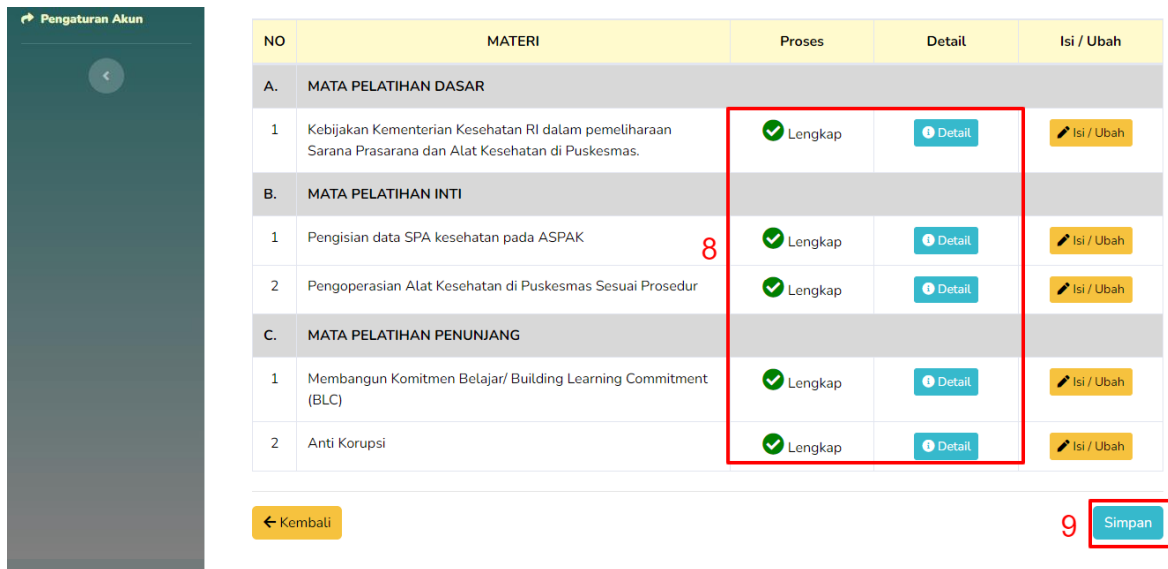 Pengaturan Akun
NO MATERI Proses Detail Isi / Ubah
A. MATA PELATIHAN DASAR
1 Kebijakan Kementerian Kesehatan RI dalam pemeliharaan
Sarana Prasarana dan Alat Kesehatan di Puskesmas.
Lengkap Detail Isi / Ubah
B. MATA PELATIHAN INTI
1 Pengisian data SPA kesehatan pada ASPAK Lengkap Detail Isi / Ubah
8
2 Pengoperasian Alat Kesehatan di Puskesmas Sesuai Prosedur Lengkap Detail Isi / Ubah
C. MATA PELATIHAN PENUNJANG
1 Membangun Komitmen Belajar/ Building Learning Commitment
(BLC)
Lengkap Detail Isi / Ubah
2 Anti Korupsi Lengkap Detail Isi / Ubah
Kembali
9 Simpan